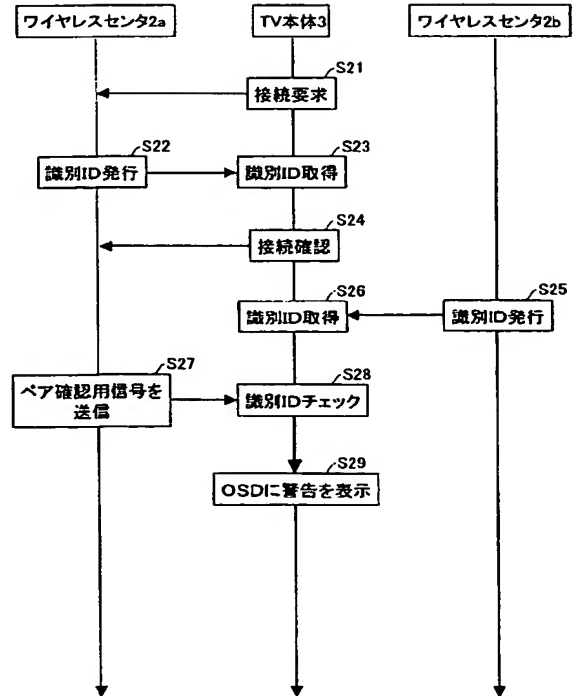 ワイヤレスセンタ2a
TV本体3
ワイヤレスセンタ2b
S21
接続要求
S22
識別ID発行
S23
識別ID取得
S24
接続確認
S25
識別ID発行
S26
識別ID取得
S27
ペア確認用信号を
送信
S28
識別IDチェック
S29
OSDに警告を表示